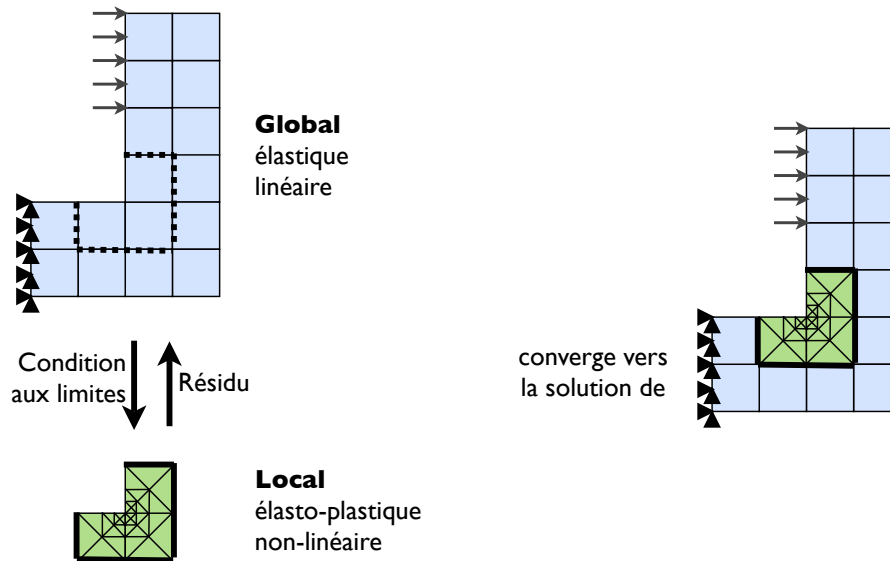 Global
élastique
linéaire
Condition
aux limites
Résidu
Local
élasto-plastique
non-linéaire
converge vers
la solution de